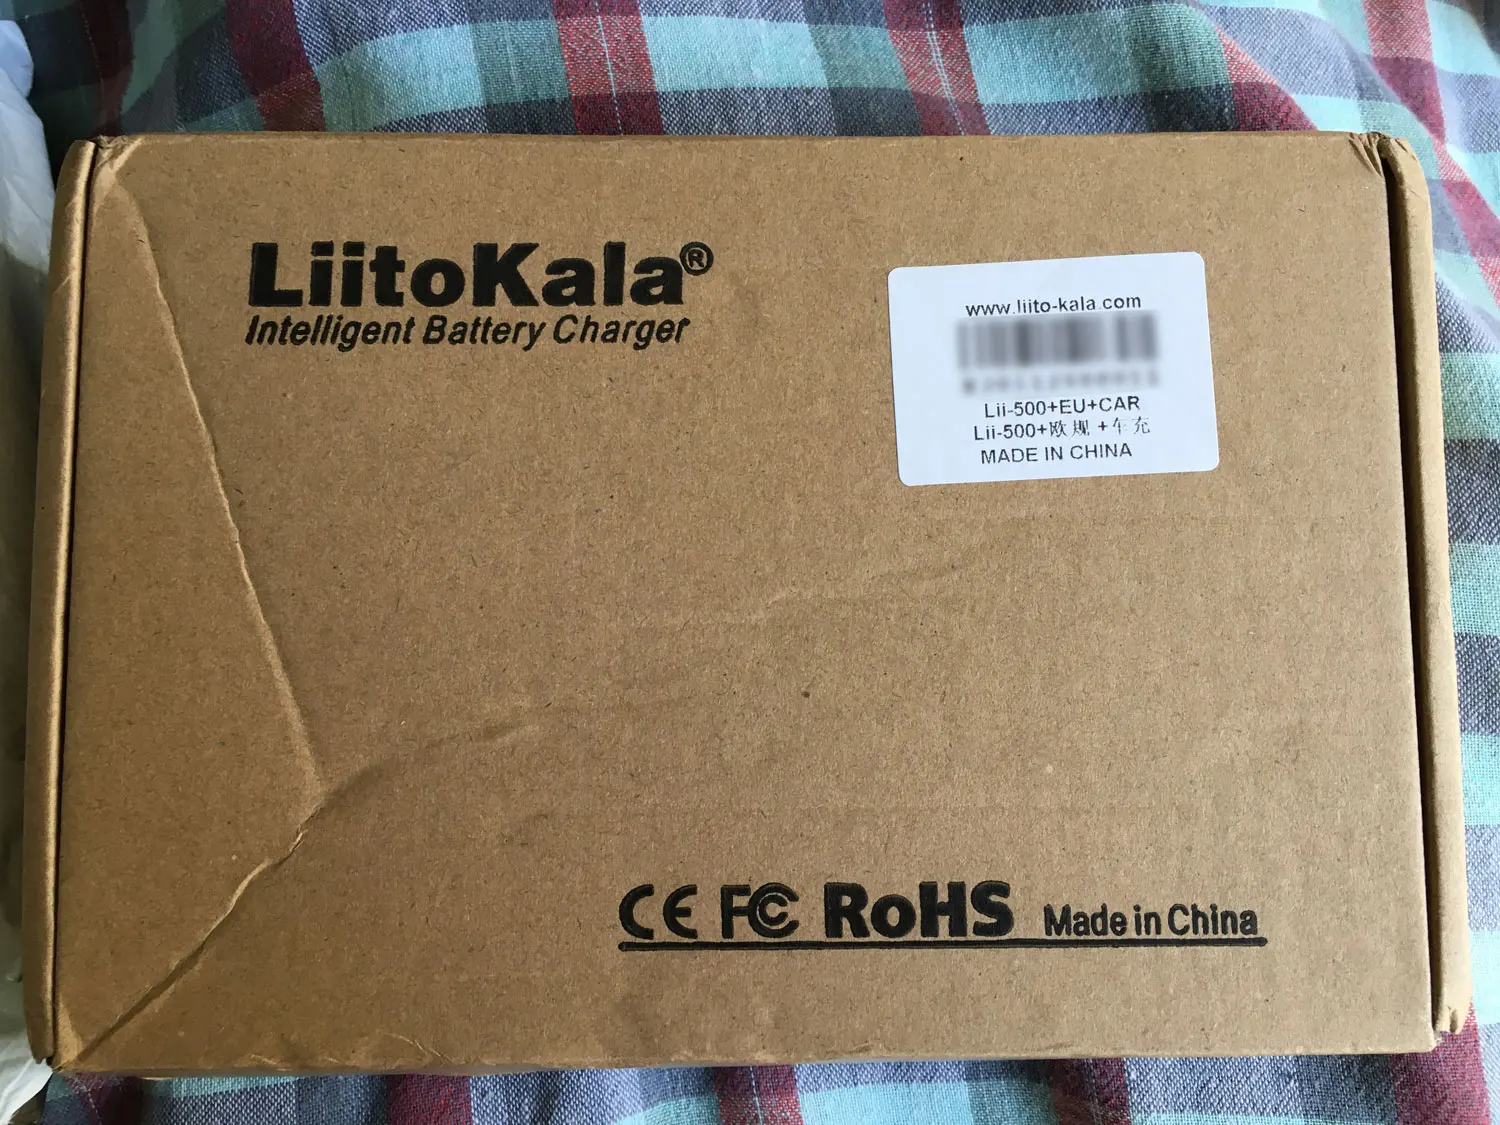 LiitoKala®
Intelligent Battery Charger
www.liito-kala.com
Lii-500+EU+CAR
Lii-500+欧规 +车充
MADE IN CHINA
CE FC RoHS Made in China